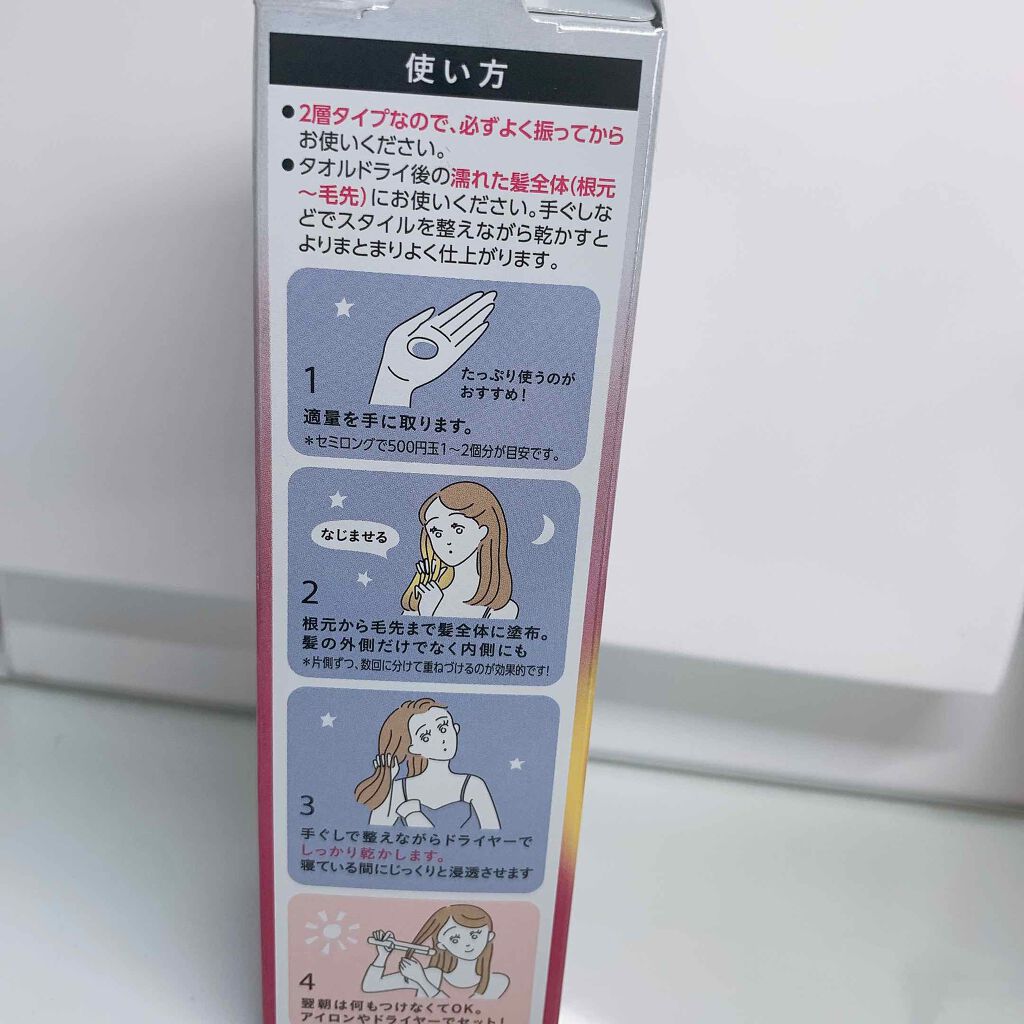 使い方
●2層タイプなので、必ずよく振ってから
お使いください。
●タオルドライ後の濡れた髪全体(根元
～毛先)にお使いください。手ぐしな
どでスタイルを整えながら乾かすと
よりまとまりよく仕上がります。
たっぷり使うのが
おすすめ!
1
適量を手に取ります。
＊セミロングで500円玉1～2個分が目安です。
なじませる
2
根元から毛先まで髪全体に塗布。
髪の外側だけでなく内側にも
＊片側ずつ、数回に分けて重ねづけるのが効果的です!
3
手ぐしで整えながらドライヤーで
しっかり乾かします。
寝ている間にじっくりと浸透させます
4
翌朝は何もつけなくてOK。
アイロンやドライヤーでセット!